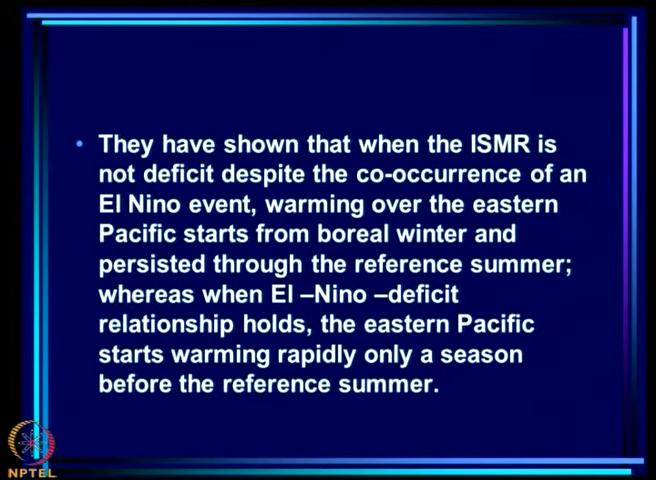 • They have shown that when the ISMR is
not deficit despite the co-occurrence of an
El Nino event, warming over the eastern
Pacific starts from boreal winter and
persisted through the reference summer;
whereas when El –Nino –deficit
relationship holds, the eastern Pacific
starts warming rapidly only a season
before the reference summer.
NPTEL